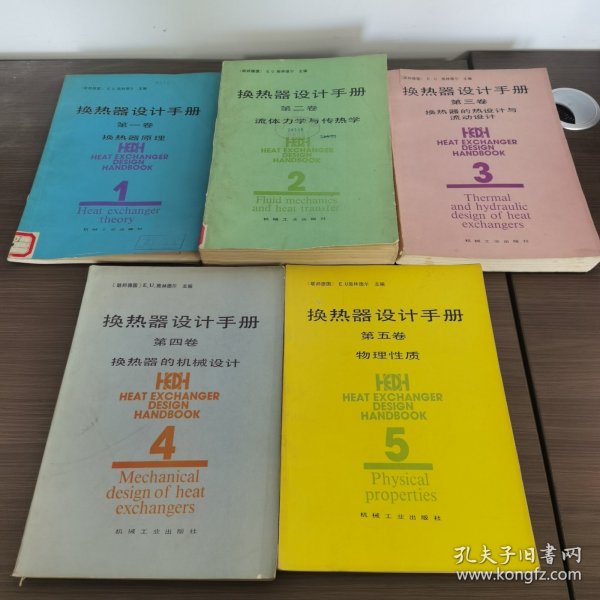 (联邦德国) E.U.施林德尔 主编
换热器设计手册
第一卷
换热器原理
HEDH
HEAT EXCHANGER
DESIGN
HANDBOOK
1
Heat exchanger
theory
机械工业出版社
(联邦德国) E.U.施林德尔 主编
换热器设计手册
第二卷
流体力学与传热学
HEDH
HEAT EXCHANGER
DESIGN
HANDBOOK
2
Fluid mechanics
and heat transfer
机械工业出版社
(联邦德国) E.U.施林德尔 主编
换热器设计手册
第三卷
换热器的热设计与
流动设计
HEDH
HEAT EXCHANGER
DESIGN
HANDBOOK
3
Thermal
and hydraulic
design of heat
exchangers
机械工业出版社
(联邦德国) E.U.施林德尔 主编
换热器设计手册
第四卷
换热器的机械设计
HEDH
HEAT EXCHANGER
DESIGN
HANDBOOK
4
Mechanical
design of heat
exchangers
机械工业出版社
(联邦德国) E.U施林德尔 主编
换热器设计手册
第五卷
物理性质
HEDH
HEAT EXCHANGER
DESIGN
HANDBOOK
5
Physical
properties
机械工业出版社
孔夫子旧书网
www.kongfz.com